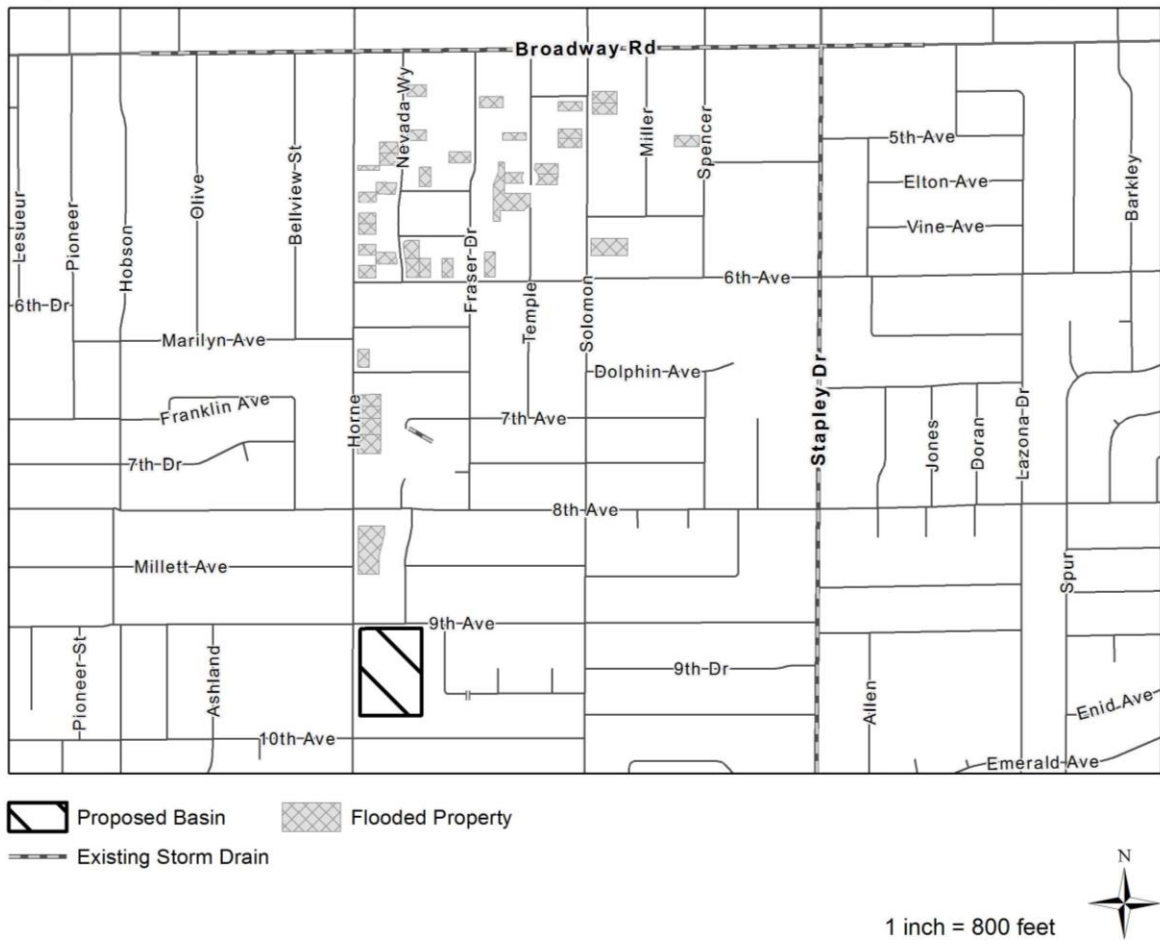 Broadway Rd
Nevada Wy
Miller
Spencer
5th Ave
Elton Ave
Vine Ave
Barkley
Lesueur
Pioneer
Hobson
Olive
Bellview St
Fraser Dr
6th Ave
6th Dr
Temple
Solomon
Marilyn Ave
Dolphin Ave
Stapley Dr
Franklin Ave
Horne
7th Ave
Jones
Doran
Lazona Dr
7th Dr
8th Ave
Millett Ave
Spur
9th Ave
Pioneer St
Ashland
9th Dr
Allen
Enid Ave
10th Ave
Emerald Ave
Proposed Basin
Flooded Property
Existing Storm Drain
N
1 inch = 800 feet